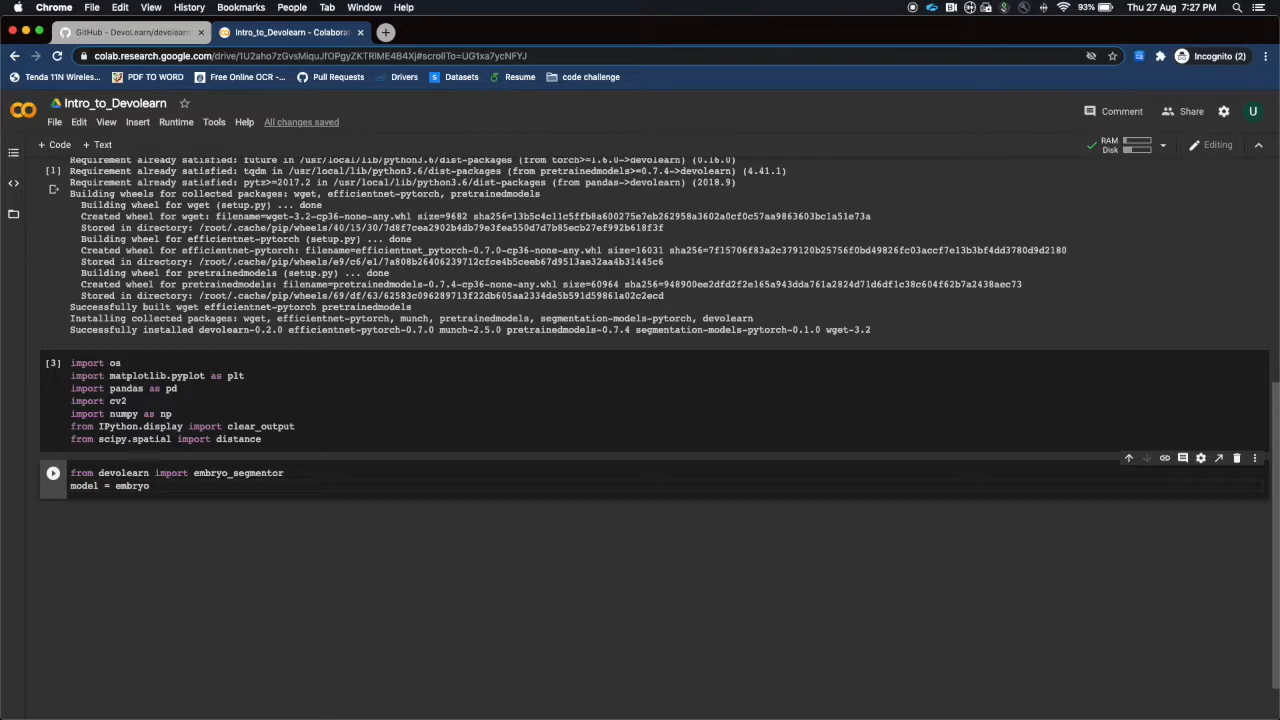 Chrome File Edit View History Bookmarks People Tab Window Help 93% Thu 27 Aug 7:27 PM
GitHub - DevoLearn/devolearn Intro_to_Devolearn - Colabora
colab.research.google.com/drive/1U2aho7zGvsMiquJfOPgyZKTRlME4B4Xj#scrollTo=UG1xa7ycNFYJ Incognito (2)
Tenda 11N Wireles... PDF TO WORD Free Online OCR -... Pull Requests Drivers Datasets Resume code challenge
Intro_to_Devolearn
Comment Share U
File Edit View Insert Runtime Tools Help All changes saved
+ Code + Text RAM Disk Editing
Requirement already satisfied: future in /usr/local/lib/python3.6/dist-packages (from torch>=1.6.0->devolearn) (0.16.0)
[1] Requirement already satisfied: tqdm in /usr/local/lib/python3.6/dist-packages (from pretrainedmodels>=0.7.4->devolearn) (4.41.1)
Requirement already satisfied: pytz>=2017.2 in /usr/local/lib/python3.6/dist-packages (from pandas->devolearn) (2018.9)
Building wheels for collected packages: wget, efficientnet-pytorch, pretrainedmodels
Building wheel for wget (setup.py) ... done
Created wheel for wget: filename=wget-3.2-cp36-none-any.whl size=9682 sha256=13b5c4c11c5ffb8a600275e7eb262958a3602a0cf0c57aa9863603bc1a51e73a
Stored in directory: /root/.cache/pip/wheels/40/15/30/7d8f7cea2902b4db79e3fea550d7d7b85ecb27ef992b618f3f
Building wheel for efficientnet-pytorch (setup.py) ... done
Created wheel for efficientnet-pytorch: filename=efficientnet_pytorch-0.7.0-cp36-none-any.whl size=16031 sha256=7f15706f83a2c379120b25756f0bd49826fc03accf7e13b3bf4dd3780d9d2180
Stored in directory: /root/.cache/pip/wheels/e9/c6/e1/7a808b26406239712cfce4b5ceeb67d9513ae32aa4b31445c6
Building wheel for pretrainedmodels (setup.py) ... done
Created wheel for pretrainedmodels: filename=pretrainedmodels-0.7.4-cp36-none-any.whl size=60964 sha256=948900ee2dfd2f2e165a943dda761a2824d71d6df1c38c604f62b7a2438aec73
Stored in directory: /root/.cache/pip/wheels/69/df/63/62583c096289713f22db605aa2334de5b591d59861a02c2ecd
Successfully built wget efficientnet-pytorch pretrainedmodels
Installing collected packages: wget, efficientnet-pytorch, munch, pretrainedmodels, segmentation-models-pytorch, devolearn
Successfully installed devolearn-0.2.0 efficientnet-pytorch-0.7.0 munch-2.5.0 pretrainedmodels-0.7.4 segmentation-models-pytorch-0.1.0 wget-3.2
[3] import os
import matplotlib.pyplot as plt
import pandas as pd
import cv2
import numpy as np
from IPython.display import clear_output
from scipy.spatial import distance
from devolearn import embryo_segmentor
model = embryo